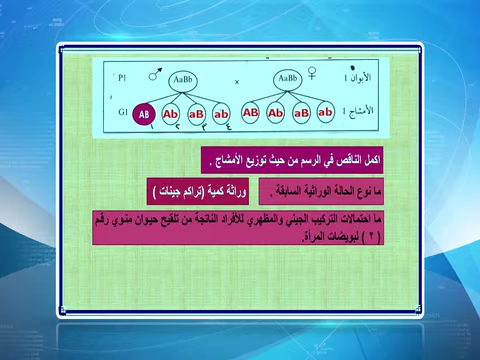 الأبوان 1 ♀ AaBb x AaBb ♂ P1
الأمشاج 1 ab aB Ab AB ab aB Ab AB G1
٤ ٣ ٢ ١
اكمل الناقص في الرسم من حيث توزيع الأمشاج .
ما نوع الحالة الوراثية السابقة . وراثة كمية (تراكم جينات )
ما احتمالات التركيب الجيني والمظهري للأفراد الناتجة من تلقيح حيوان منوي رقم
( ٢ ) لبويضات المرأة.